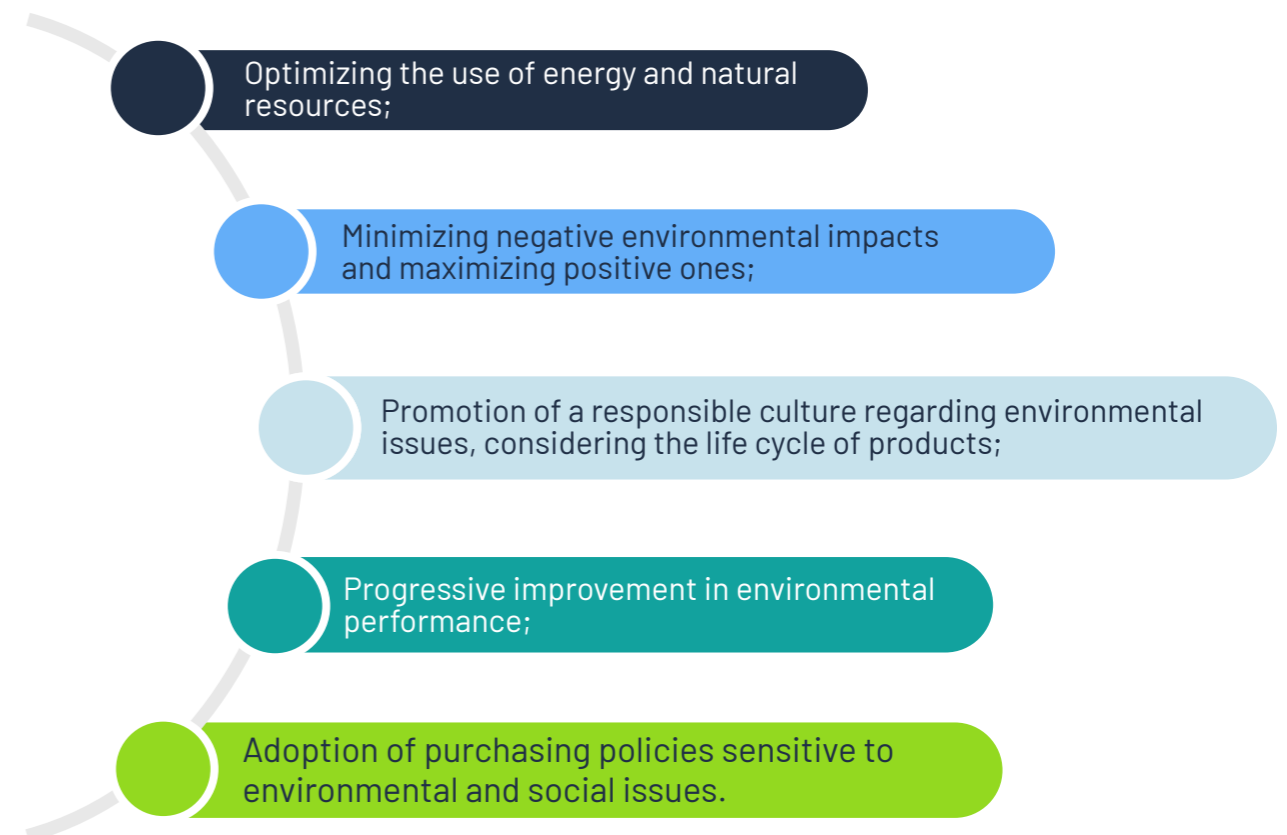 Optimizing the use of energy and natural
resources;
Minimizing negative environmental impacts
and maximizing positive ones;
Promotion of a responsible culture regarding environmental
issues, considering the life cycle of products;
Progressive improvement in environmental
performance;
Adoption of purchasing policies sensitive to
environmental and social issues.